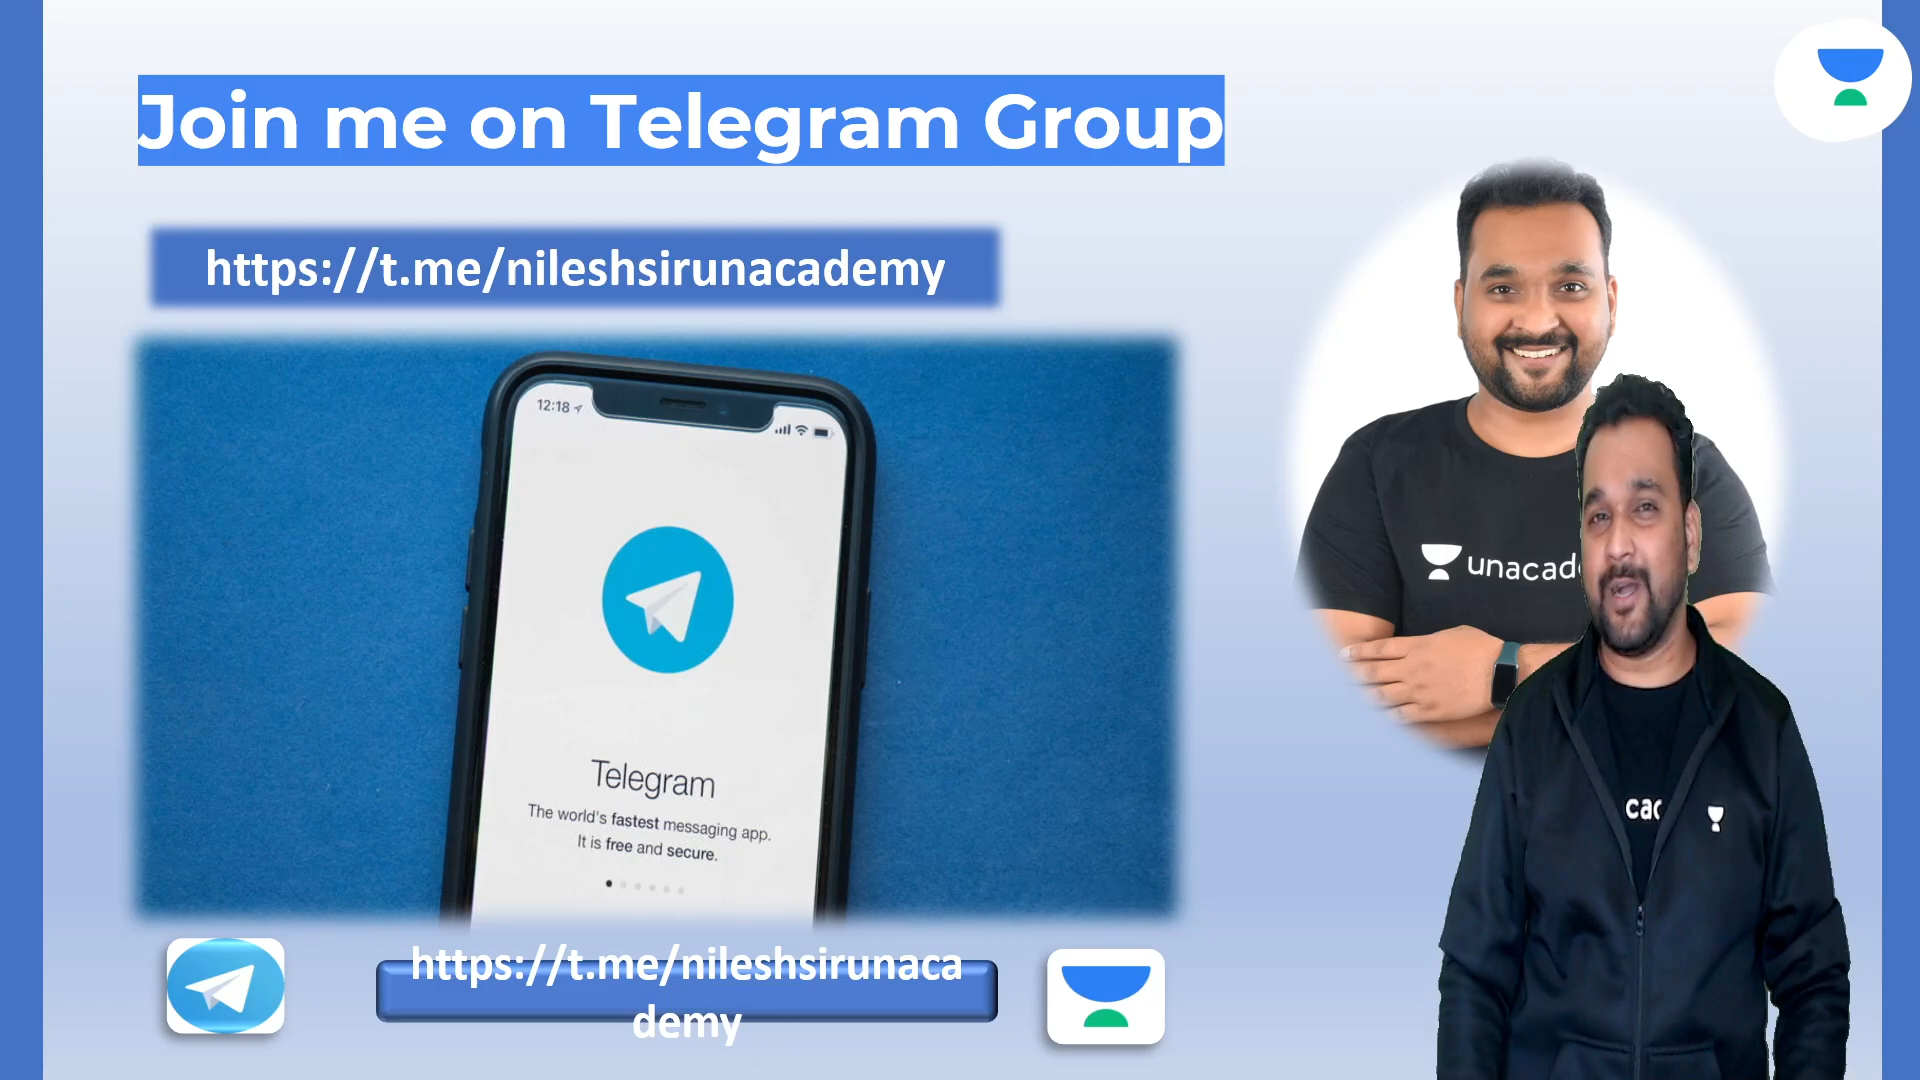 Join me on Telegram Group
https://t.me/nileshsirunacademy
12:18
unacad
Telegram
The world's fastest messaging app.
It is free and secure.
cad
https://t.me/nileshsirunaca
demy